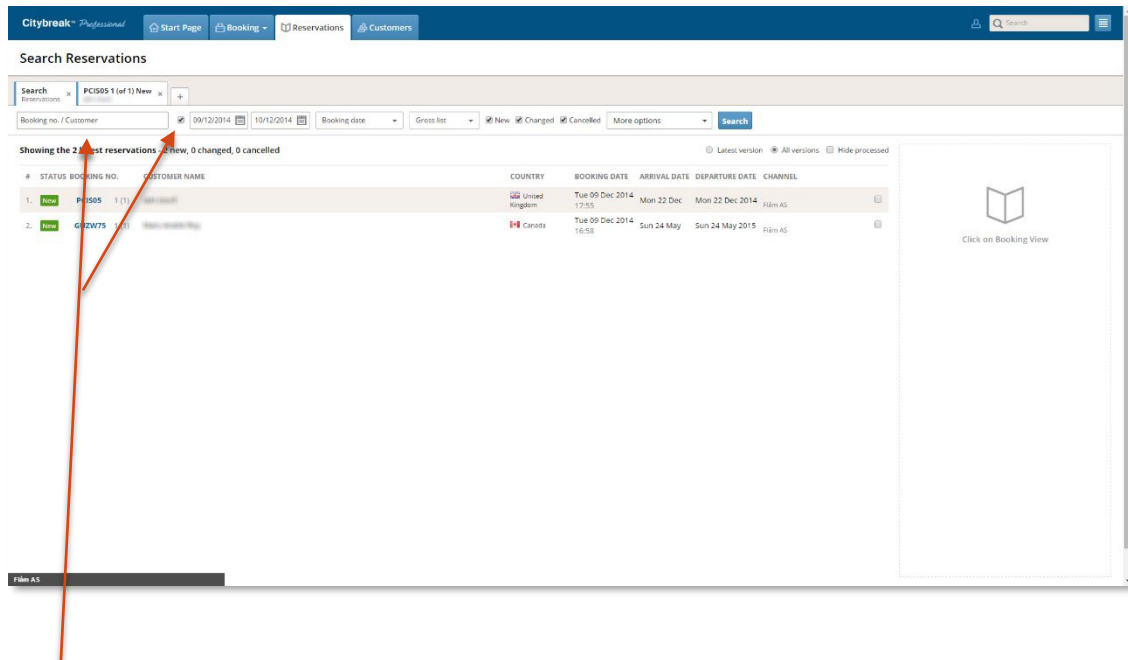 Citybreak™ Professional Start Page Booking Reservations Customers Search
Search Reservations
Search PCIS05 1 (of 1) New
Reservations
Booking no. / Customer 09/12/2014 10/12/2014 Booking date Gross list New Changed Cancelled More options Search
Showing the 2 latest reservations - 2 new, 0 changed, 0 cancelled Latest version All versions Hide processed
# STATUS BOOKING NO. CUSTOMER NAME COUNTRY BOOKING DATE ARRIVAL DATE DEPARTURE DATE CHANNEL
1. New PCIS05 1 (1) United Kingdom Tue 09 Dec 2014 17:55 Mon 22 Dec Mon 22 Dec 2014 Flåm AS
2. New GUZW75 1 (1) Canada Tue 09 Dec 2014 16:58 Sun 24 May Sun 24 May 2015 Flåm AS
Click on Booking View
Flåm AS